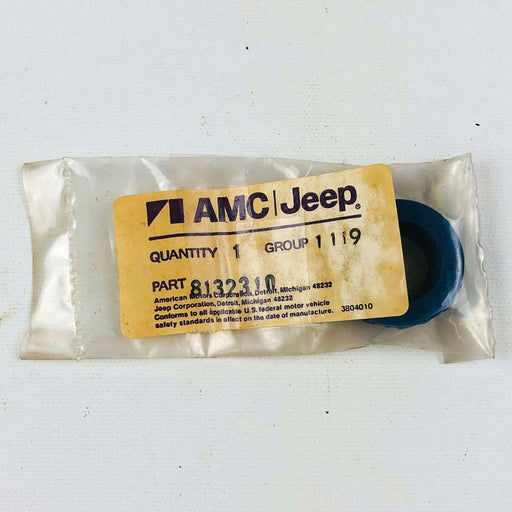 AMC|Jeep®
QUANTITY 1 GROUP 1119
PART 8132310
American Motors Corporation, Detroit, Michigan 48232
Jeep Corporation, Detroit, Michigan 48232
Conforms to all applicable U.S. federal motor vehicle
safety standards in effect on the date of manufacture. 3804010